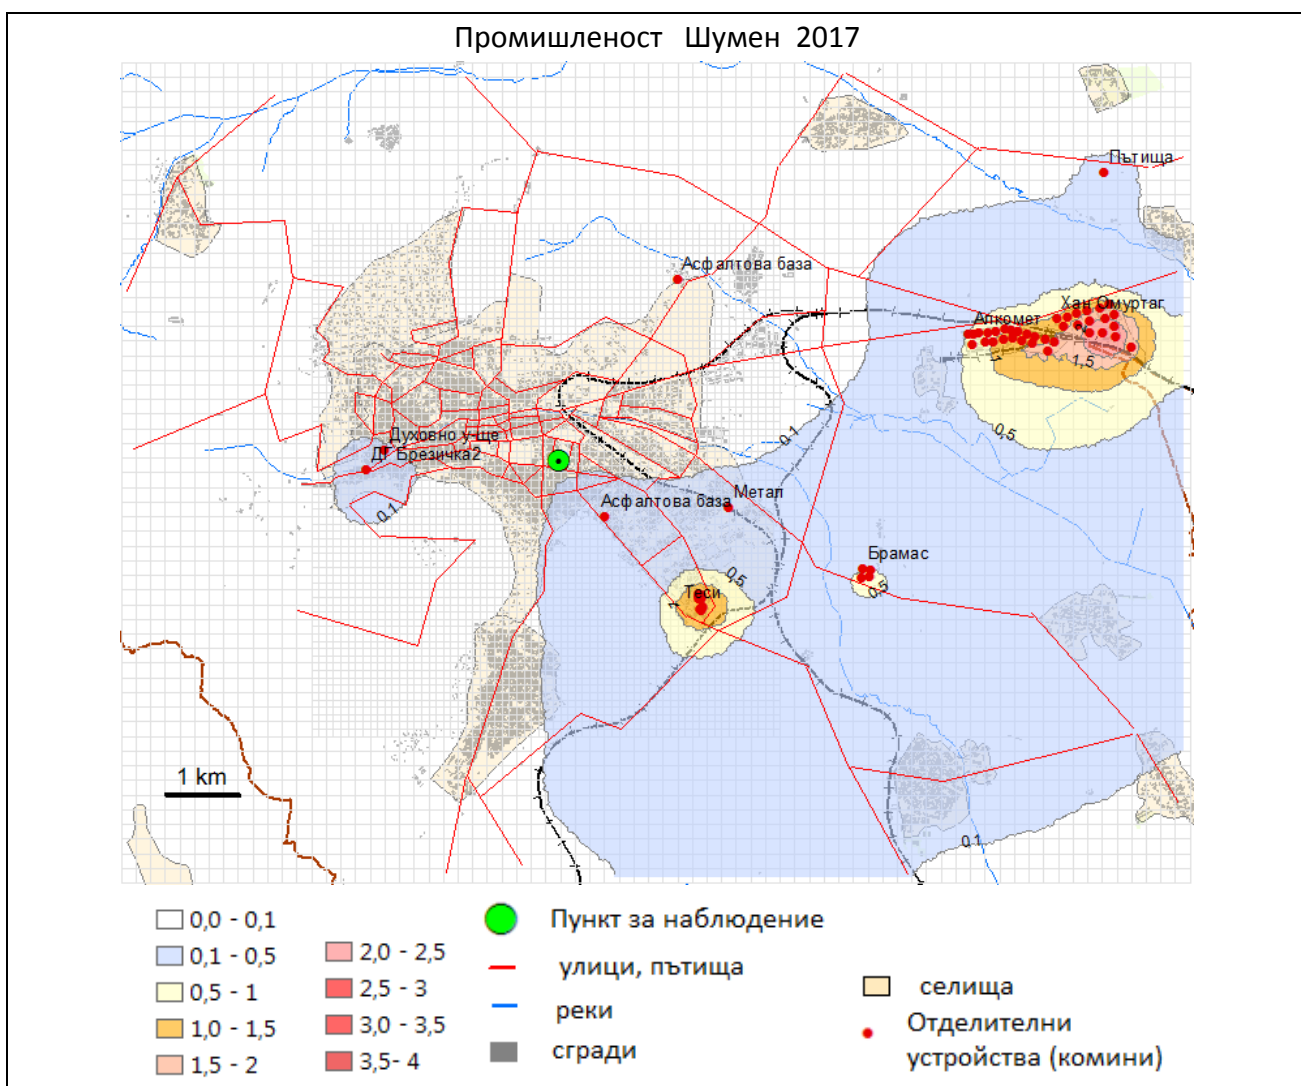 Промишленост Шумен 2017
Пътища
Асфалтова база
Хан Омуртаг
Алкомет
1,5
0,5
0,1
Духовно у-ще
ДГ Брезичка2
0,1
Метал
Асфалтова база
Брамас
0,5
0,5
Теси
1
1 km
0,1
0,0 - 0,1
0,1 - 0,5
0,5 - 1
1,0 - 1,5
1,5 - 2
2,0 - 2,5
2,5 - 3
3,0 - 3,5
3,5- 4
Пункт за наблюдение
улици, пътища
реки
сгради
селища
Отделителни
устройства (комини)